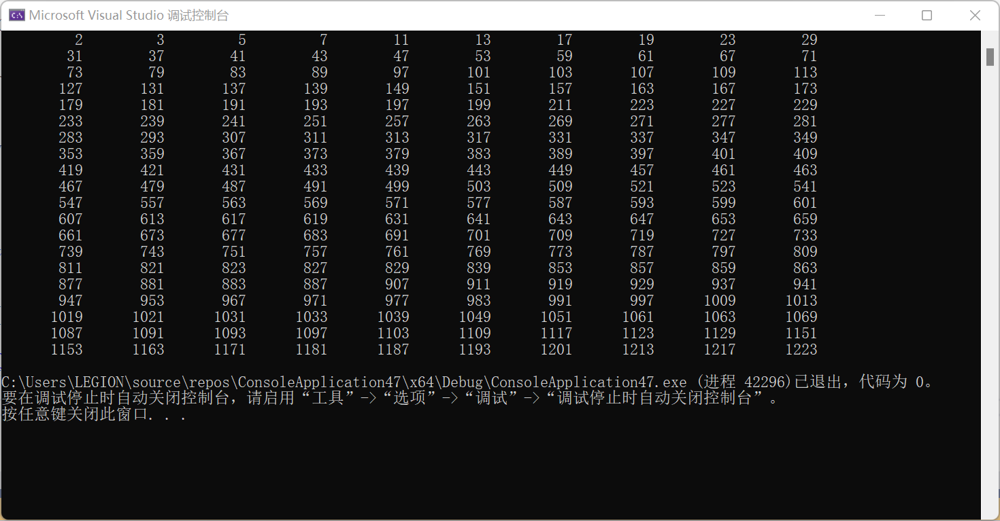 Microsoft Visual Studio 调试控制台
2 3 5 7 11 13 17 19 23 29
31 37 41 43 47 53 59 61 67 71
73 79 83 89 97 101 103 107 109 113
127 131 137 139 149 151 157 163 167 173
179 181 191 193 197 199 211 223 227 229
233 239 241 251 257 263 269 271 277 281
283 293 307 311 313 317 331 337 347 349
353 359 367 373 379 383 389 397 401 409
419 421 431 433 439 443 449 457 461 463
467 479 487 491 499 503 509 521 523 541
547 557 563 569 571 577 587 593 599 601
607 613 617 619 631 641 643 647 653 659
661 673 677 683 691 701 709 719 727 733
739 743 751 757 761 769 773 787 797 809
811 821 823 827 829 839 853 857 859 863
877 881 883 887 907 911 919 929 937 941
947 953 967 971 977 983 991 997 1009 1013
1019 1021 1031 1033 1039 1049 1051 1061 1063 1069
1087 1091 1093 1097 1103 1109 1117 1123 1129 1151
1153 1163 1171 1181 1187 1193 1201 1213 1217 1223
C:\Users\LEGION\source\repos\ConsoleApplication47\x64\Debug\ConsoleApplication47.exe (进程 42296)已退出，代码为 0。
要在调试停止时自动关闭控制台，请启用“工具”->“选项”->“调试”->“调试停止时自动关闭控制台”。
按任意键关闭此窗口. . .